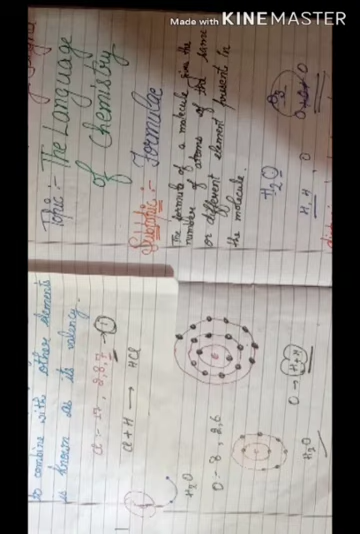 Made with KINEMASTER
to combine with other elements
is known as its valency.
Cl - 17, 2,8,7 → 1
Cl + H → HCl
H₂O
O - 8, 2,6
O → H + H
H₂O
Topic:- The Language
of Chemistry
Subtopic:- Formulae
The formula of a molecule gives the
number of atoms of the same
or different element present in
the molecule.
H₂O
H, H, O